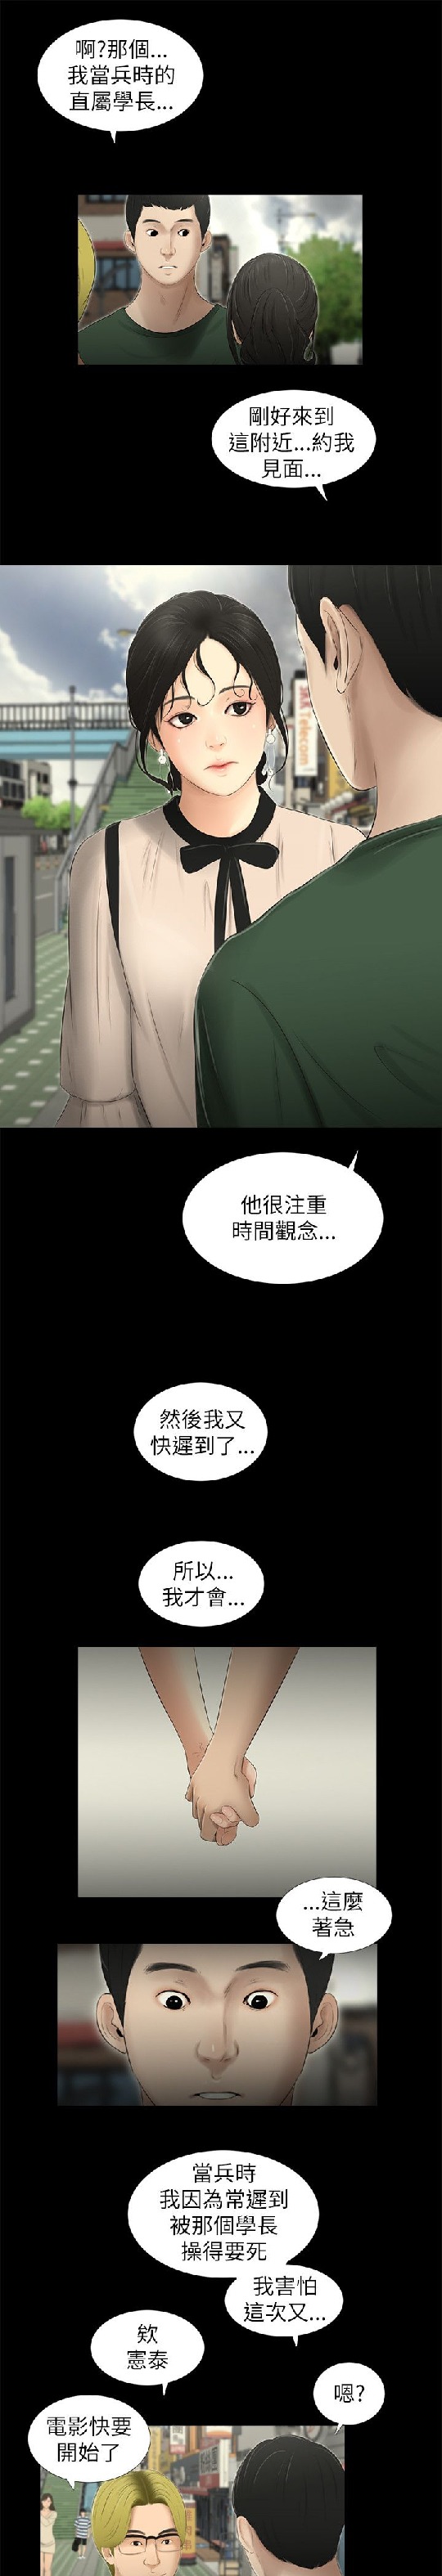 啊?那個...
我當兵時的
直屬學長...
剛好來到
這附近...約我
見面...
Telecom
他很注重
時間觀念...
然後我又
快遲到了...
所以...
我才會...
...這麼
著急
當兵時
我因為常遲到
被那個學長
操得要死
我害怕
這次又...
欸
憲泰
嗯?
電影快要
開始了